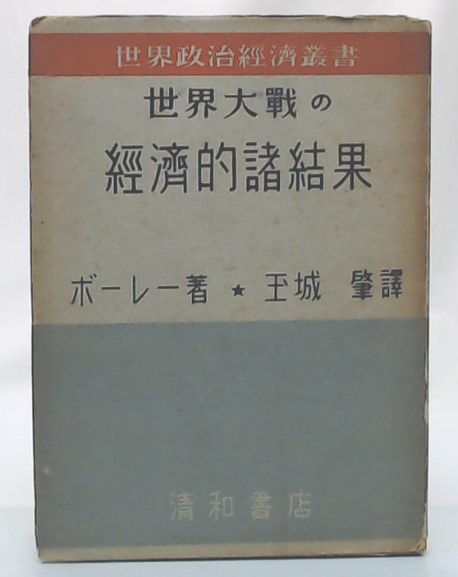 世界政治經濟叢書
世界大戰の
經濟的諸結果
ボーレー著 ★ 玉城 肇譯
清和書店